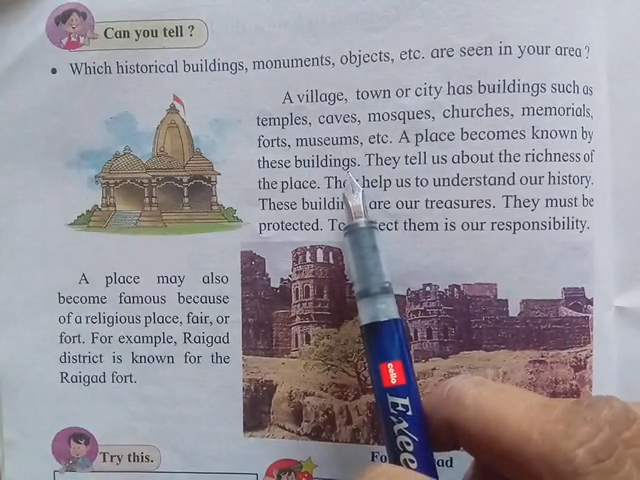 Can you tell ?
• Which historical buildings, monuments, objects, etc. are seen in your area ?
A village, town or city has buildings such as
temples, caves, mosques, churches, memorials,
forts, museums, etc. A place becomes known by
these buildings. They tell us about the richness of
the place. help us to understand our history.
These are our treasures. They must be
protected. them is our responsibility.
A place may also
become famous because
of a religious place, fair, or
fort. For example, Raigad
district is known for the
Raigad fort.
cello
Try this.